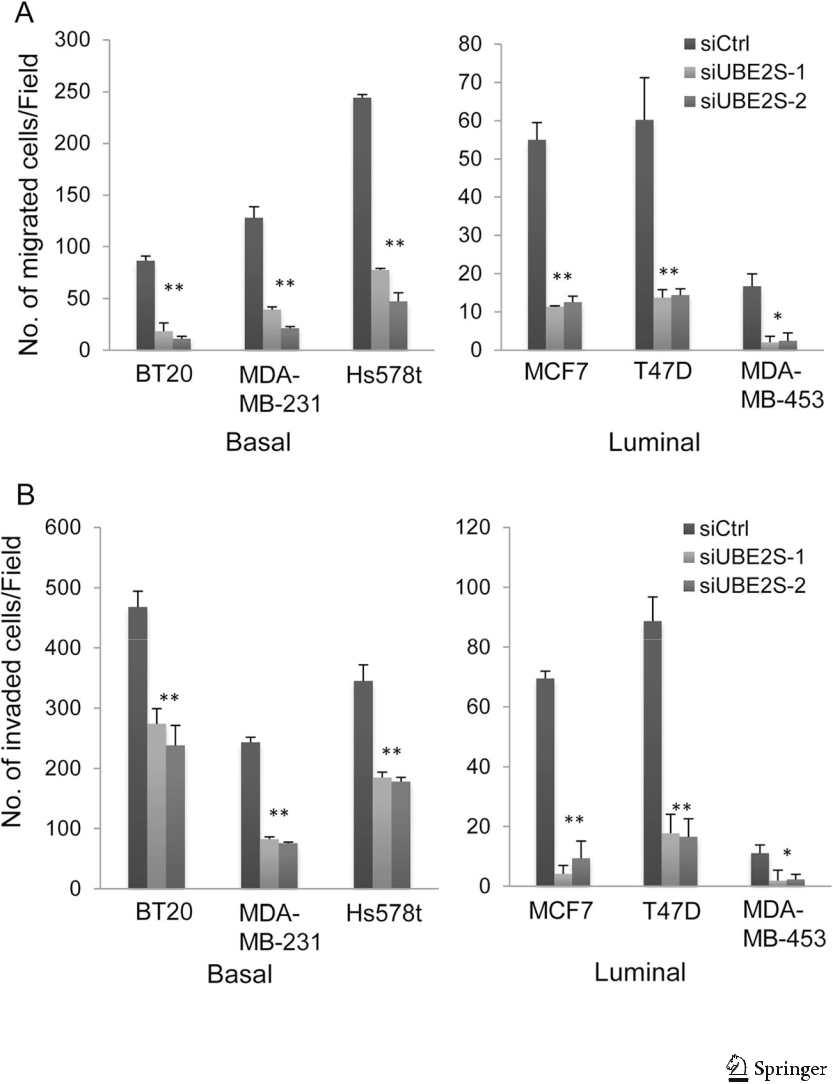 A
No. of migrated cells/Field
300
250
200
150
100
50
0
**
**
**
BT20
MDA-
MB-231
Hs578t
Basal
80
70
60
50
40
30
20
10
0
siCtrl
siUBE2S-1
siUBE2S-2
**
**
*
MCF7
T47D
MDA-
MB-453
Luminal
B
No. of invaded cells/Field
600
500
400
300
200
100
0
**
**
**
BT20
MDA-
MB-231
Hs578t
Basal
120
100
80
60
40
20
0
siCtrl
siUBE2S-1
siUBE2S-2
**
**
*
MCF7
T47D
MDA-
MB-453
Luminal
Springer